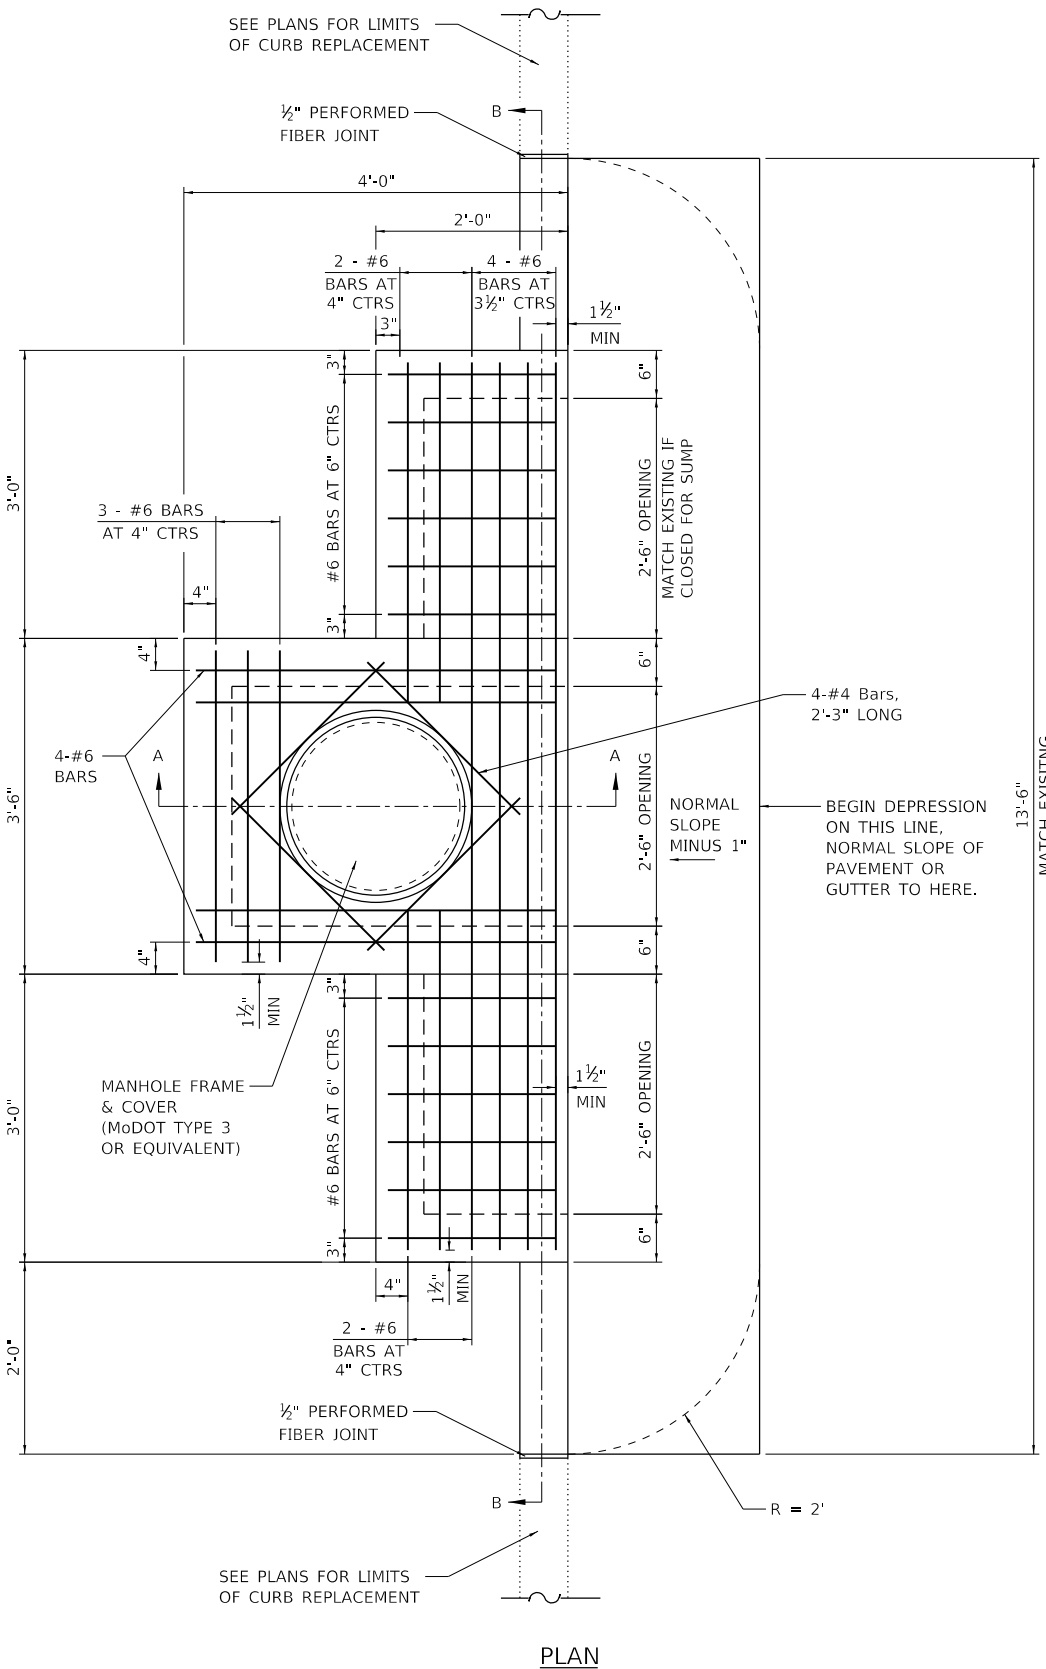 SEE PLANS FOR LIMITS
OF CURB REPLACEMENT
½" PERFORMED
FIBER JOINT
B
4'-0"
2'-0"
2 - #6
BARS AT
4" CTRS
4 - #6
BARS AT
3½" CTRS
3"
1½"
MIN
3"
6"
3'-0"
#6 BARS AT 6" CTRS
2'-6" OPENING
MATCH EXISTING IF
CLOSED FOR SUMP
3 - #6 BARS
AT 4" CTRS
4"
3"
4"
6"
4-#4 Bars,
2'-3" LONG
4-#6
BARS
A
A
3'-6"
2'-6" OPENING
NORMAL
SLOPE
MINUS 1"
BEGIN DEPRESSION
ON THIS LINE,
NORMAL SLOPE OF
PAVEMENT OR
GUTTER TO HERE.
13'-6"
MATCH EXISITNG
4"
6"
1½"
MIN
3"
MANHOLE FRAME
& COVER
(MoDOT TYPE 3
OR EQUIVALENT)
3'-0"
#6 BARS AT 6" CTRS
1½"
MIN
2'-6" OPENING
3"
6"
4"
1½"
MIN
2 - #6
BARS AT
4" CTRS
2'-0"
½" PERFORMED
FIBER JOINT
B
R = 2'
SEE PLANS FOR LIMITS
OF CURB REPLACEMENT
PLAN